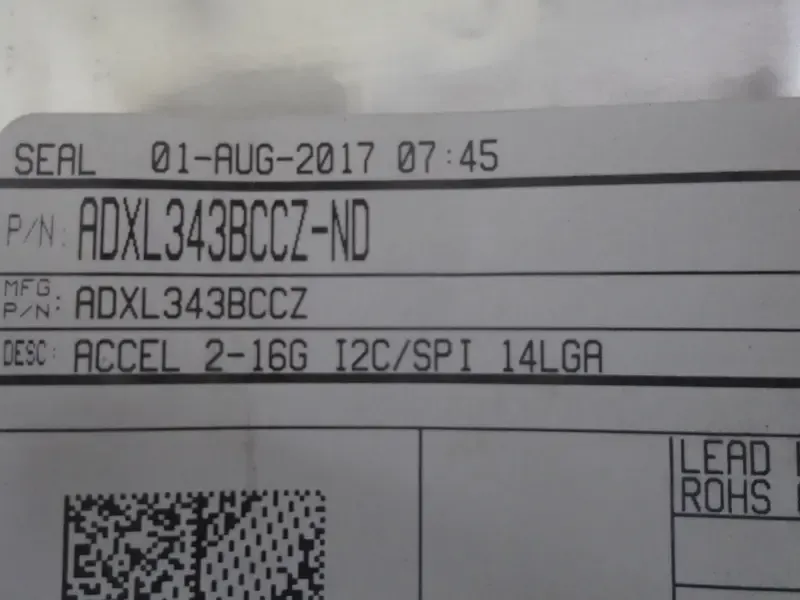 SEAL 01-AUG-2017 07:45
P/N: ADXL343BCCZ-ND
MFG P/N: ADXL343BCCZ
DESC: ACCEL 2-16G I2C/SPI 14LGA
LEAD
ROHS